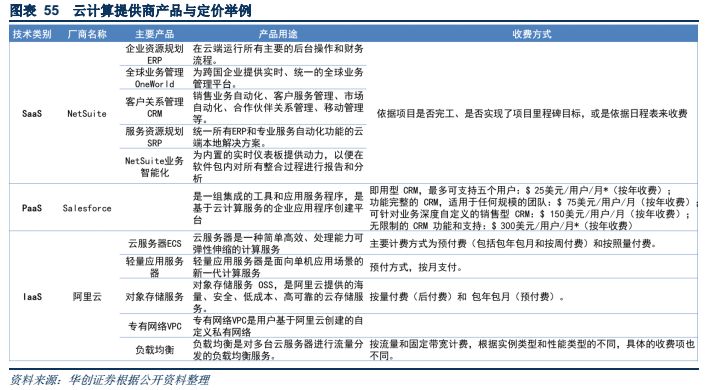 图表 55 云计算提供商产品与定价举例
技术类别 厂商名称 主要产品 产品用途 收费方式
SaaS NetSuite
企业资源规划
ERP
在云端运行所有主要的后台操作和财务
流程。
全球业务管理
OneWorld
为跨国企业提供实时、统一的全球业务
管理平台。
客户关系管理
CRM
销售业务自动化、客户服务管理、市场
自动化、合作伙伴关系管理、移动管理
等。
服务资源规划
SRP
统一所有ERP和专业服务自动化功能的云
端本地解决方案。
NetSuite业务
智能化
为内置的实时仪表板提供动力，以便在
软件包内对所有整合过程进行报告和分
析
依据项目是否完工、是否实现了项目里程碑目标，或是依据日程表来收费
PaaS Salesforce
是一组集成的工具和应用服务程序，是
基于云计算服务的企业应用程序创建平
台
即用型 CRM，最多可支持五个用户：$ 25美元/用户/月*（按年收费）；
功能完整的 CRM，适用于任何规模的团队：$ 75美元/用户/月（按年收费）；
可针对业务深度自定义的销售型 CRM：$ 150美元/用户/月（按年收费）；
无限制的 CRM 功能和支持：$ 300美元/用户/月*（按年收费）
IaaS 阿里云
云服务器ECS
云服务器是一种简单高效、处理能力可
弹性伸缩的计算服务
主要计费方式为预付费（包括包年包月和按周付费）和按照量付费。
轻量应用服务
器
轻量应用服务器是面向单机应用场景的
新一代计算服务
预付方式，按月支付。
对象存储服务
对象存储服务 OSS，是阿里云提供的海
量、安全、低成本、高可靠的云存储服
务。
按量付费（后付费）和 包年包月（预付费）。
专有网络VPC
专有网络VPC是用户基于阿里云创建的自
定义私有网络
负载均衡
负载均衡是对多台云服务器进行流量分
发的负载均衡服务。
按流量和固定带宽计费，根据实例类型和性能类型的不同，具体的收费项也
不同。
资料来源：华创证券根据公开资料整理